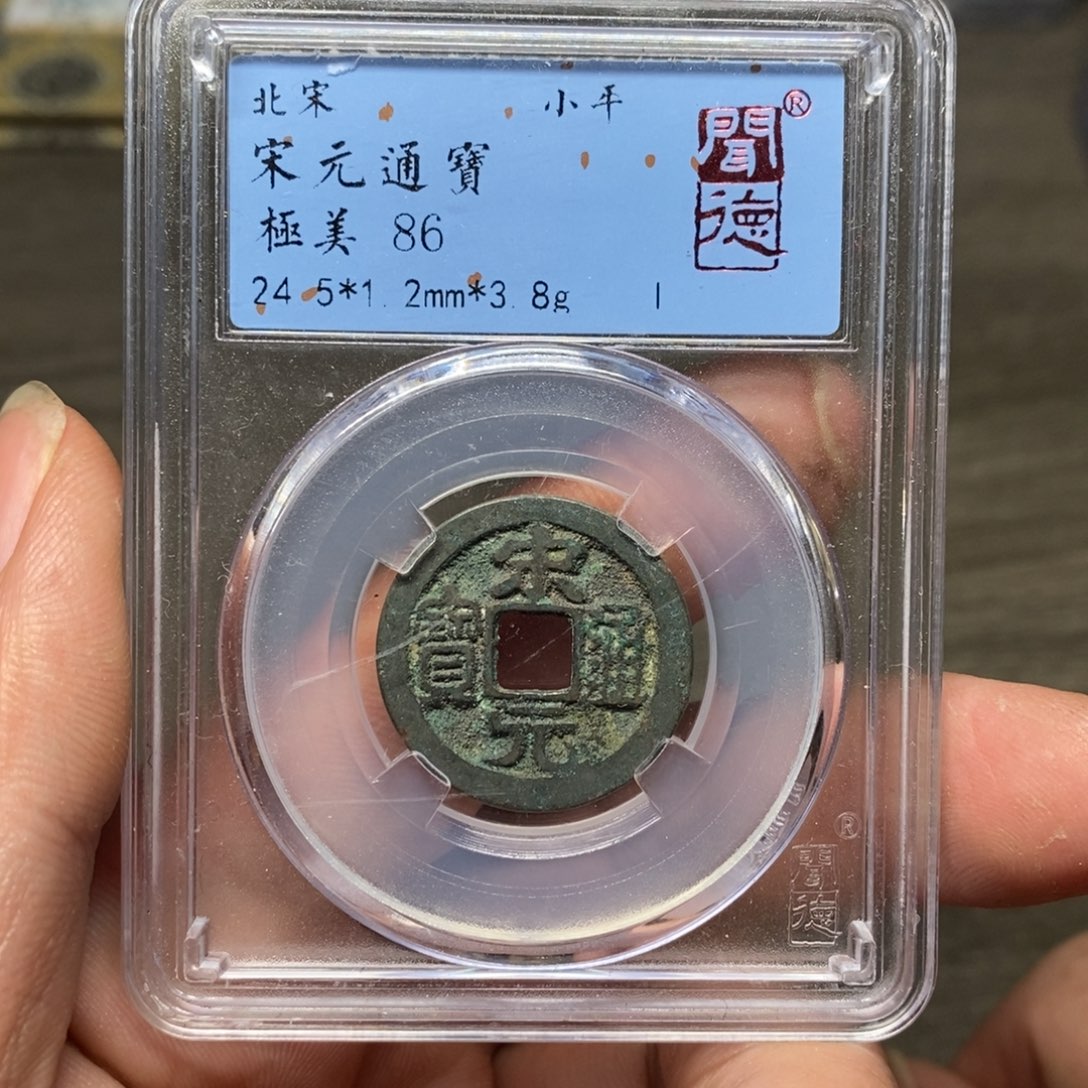 北宋 小平
宋元通寶
極美 86
24.5*1.2mm*3.8g I
聞德®
宋元通寶
®
聞德